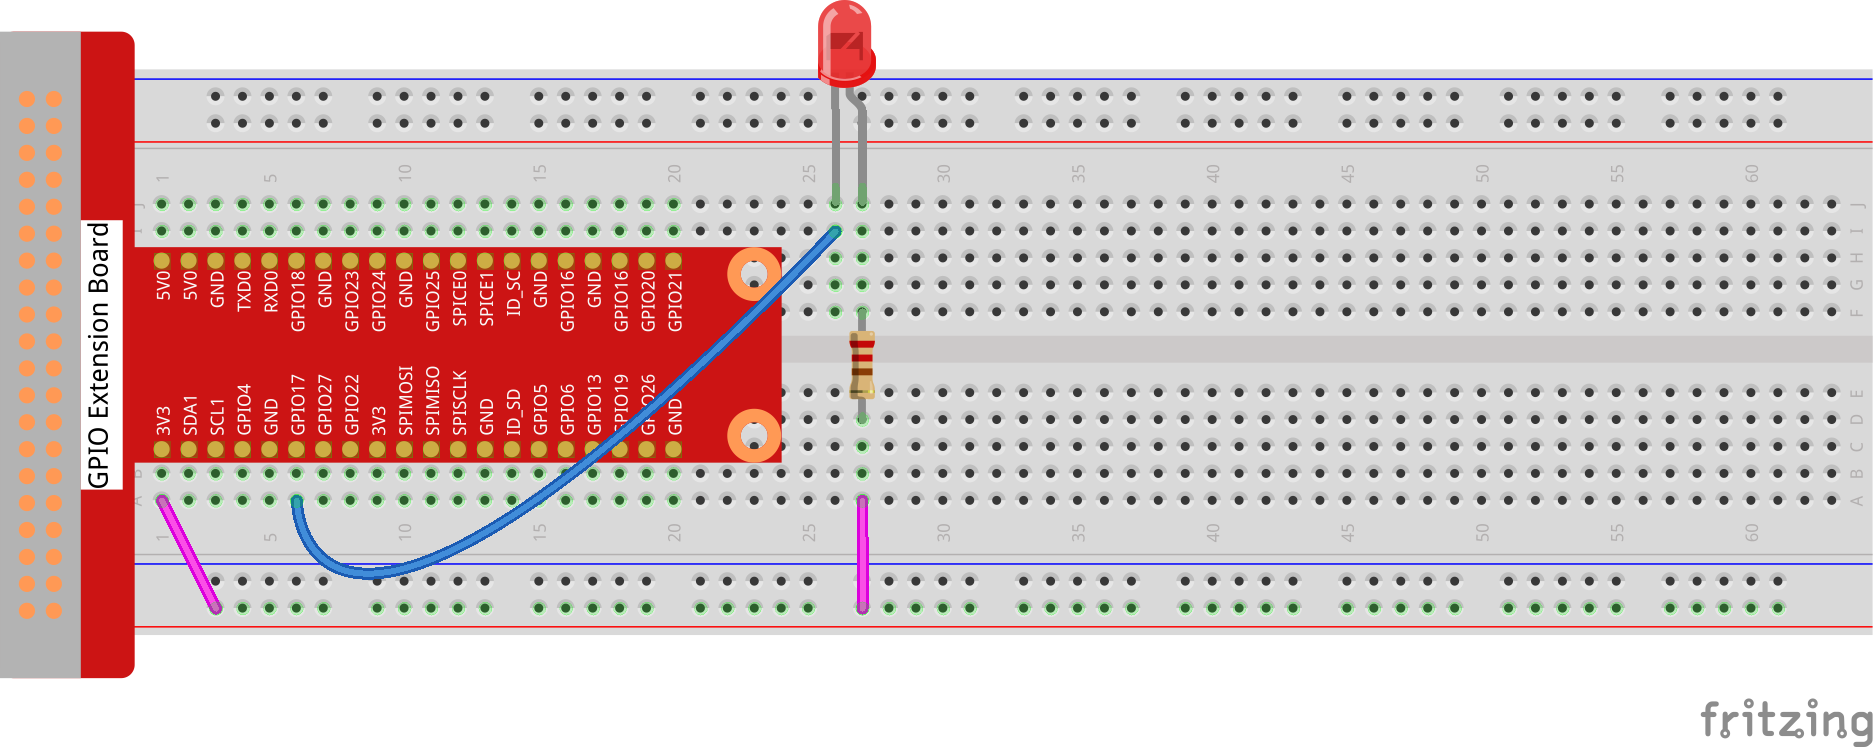 1 5 10 15 20 25 30 35 40 45 50 55 60
J J
I I
H
G
F
5V0 5V0 GND TXD0 RXD0 GPIO18 GND GPIO23 GPIO24 GND GPIO25 SPICE0 SPICE1 ID_SC GND GPIO16 GND GPIO16 GPIO20 GPIO21
GPIO Extension Board
3V3 SDA1 SCL1 GPIO4 GND GPIO17 GPIO27 GPIO22 3V3 SPIMOSI SPIMISO SPISCLK GND ID_SD GPIO5 GPIO6 GPIO13 GPIO19 GPIO26 GND
E
D
C
B B
A A
1 5 10 15 20 25 30 35 40 45 50 55 60
fritzing